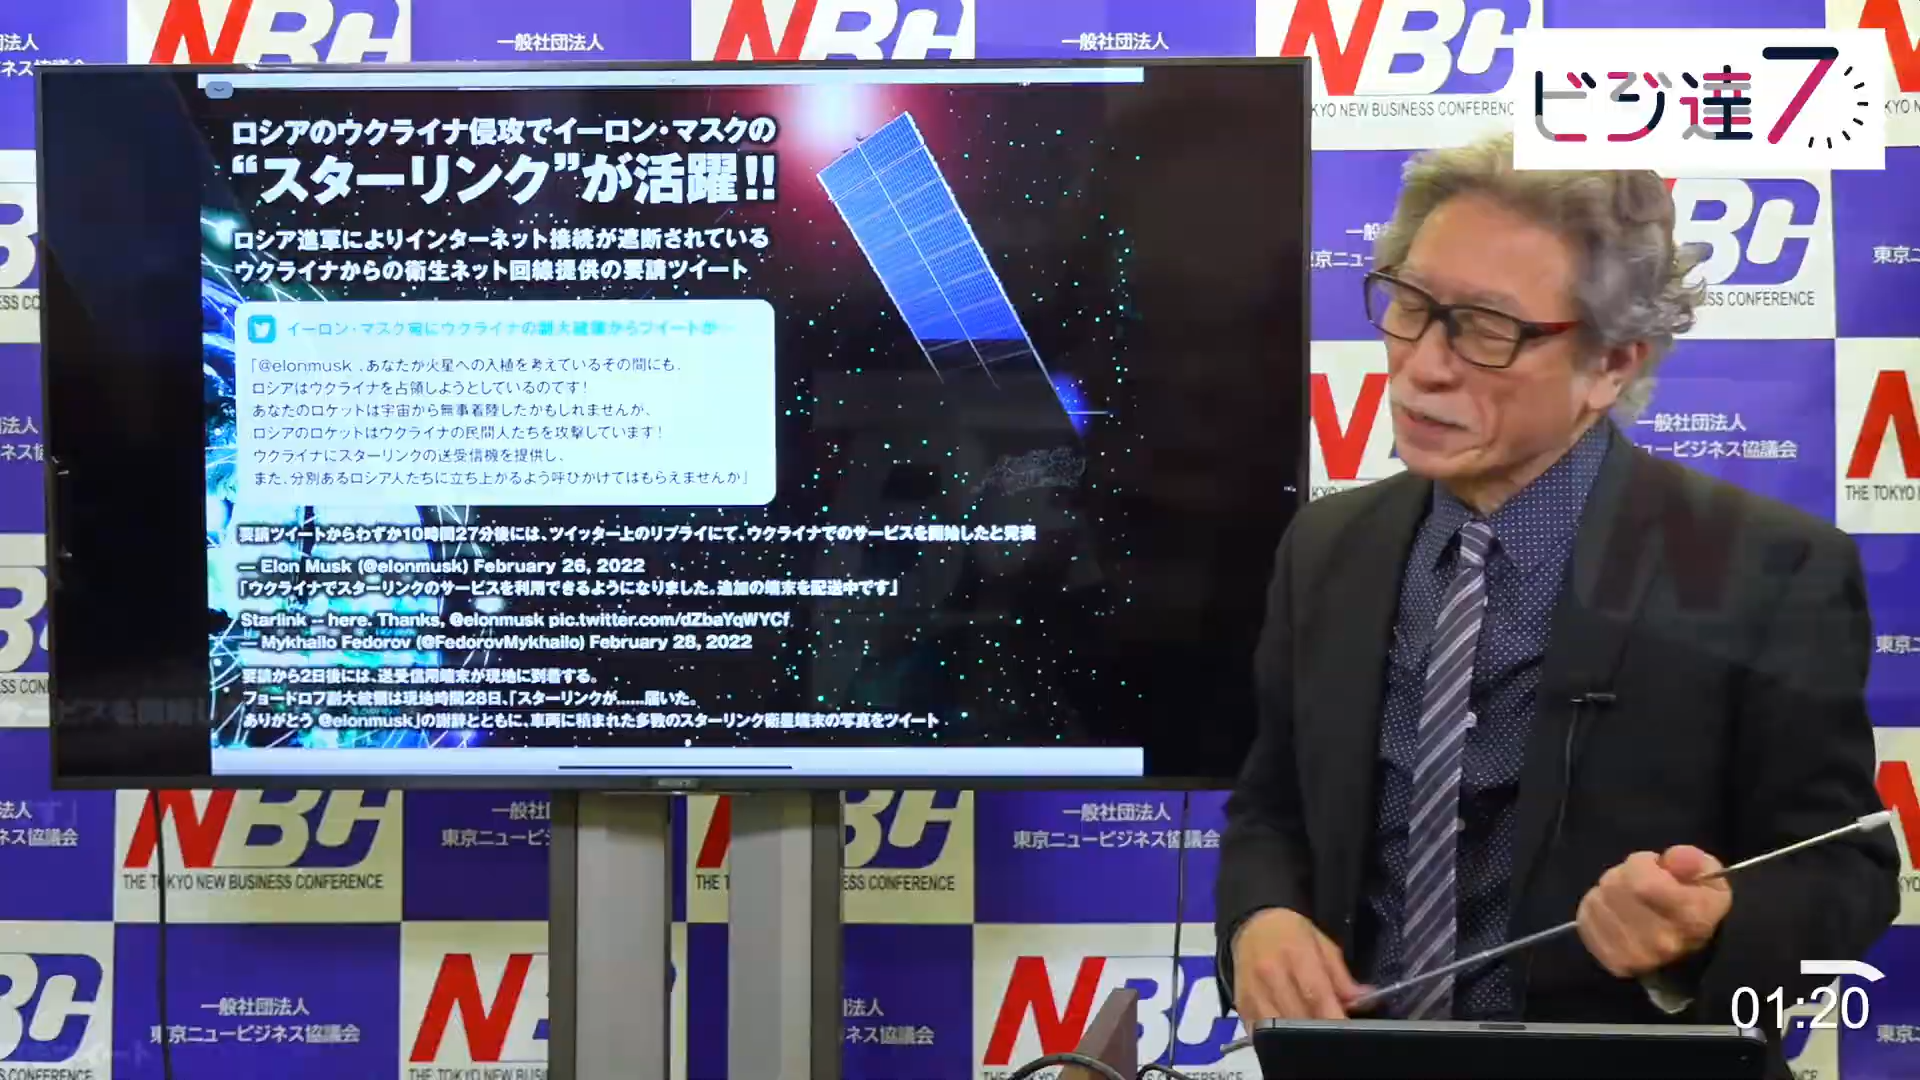 ビジ達7
ロシアのウクライナ侵攻でイーロン・マスクの
“スターリンク”が活躍!!
ロシア進軍によりインターネット接続が遮断されている
ウクライナからの衛生ネット回線提供の要請ツイート
イーロン・マスク宛にウクライナの副大統領からツイートが…
「@elonmusk 、あなたが火星への入植を考えているその間にも、
ロシアはウクライナを占領しようとしているのです!
あなたのロケットは宇宙から無事着陸したかもしれませんが、
ロシアのロケットはウクライナの民間人たちを攻撃しています!
ウクライナにスターリンクの送受信機を提供し、
また、分別あるロシア人たちに立ち上がるよう呼びかけてはもらえませんか」
要請ツイートからわずか10時間27分後には、ツイッター上のリプライにて、ウクライナでのサービスを開始したと発表
— Elon Musk (@elonmusk) February 26, 2022
「ウクライナでスターリンクのサービスを利用できるようになりました。追加の端末を配送中です」
Starlink -- here. Thanks, @elonmusk pic.twitter.com/dZbaYqWYCf
— Mykhailo Fedorov (@FedorovMykhailo) February 28, 2022
要請から2日後には、送受信用端末が現地に到着する。
フョードロフ副大統領は現地時間28日、「スターリンクが......届いた。
ありがとう @elonmusk」の謝辞とともに、車両に積まれた多数のスターリンク衛星端末の写真をツイート
SONY
NBC
THE TOKYO NEW BUSINESS CONFERENCE
一般社団法人
東京ニュービジネス協議会
01:20